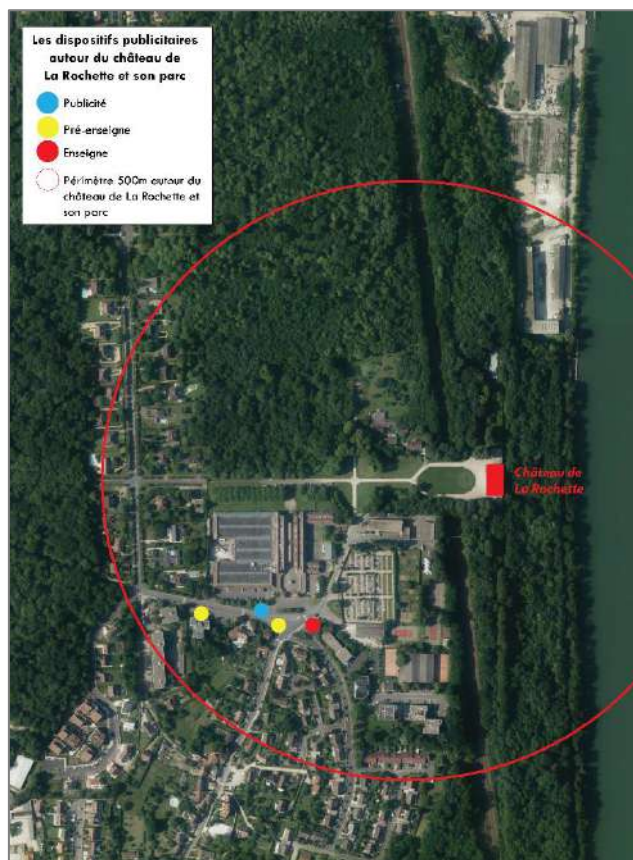 Les dispositifs publicitaires
autour du château de
La Rochette et son parc
Publicité
Pré-enseigne
Enseigne
Périmètre 500m autour du
château de La Rochette et
son parc
Château de
La Rochette